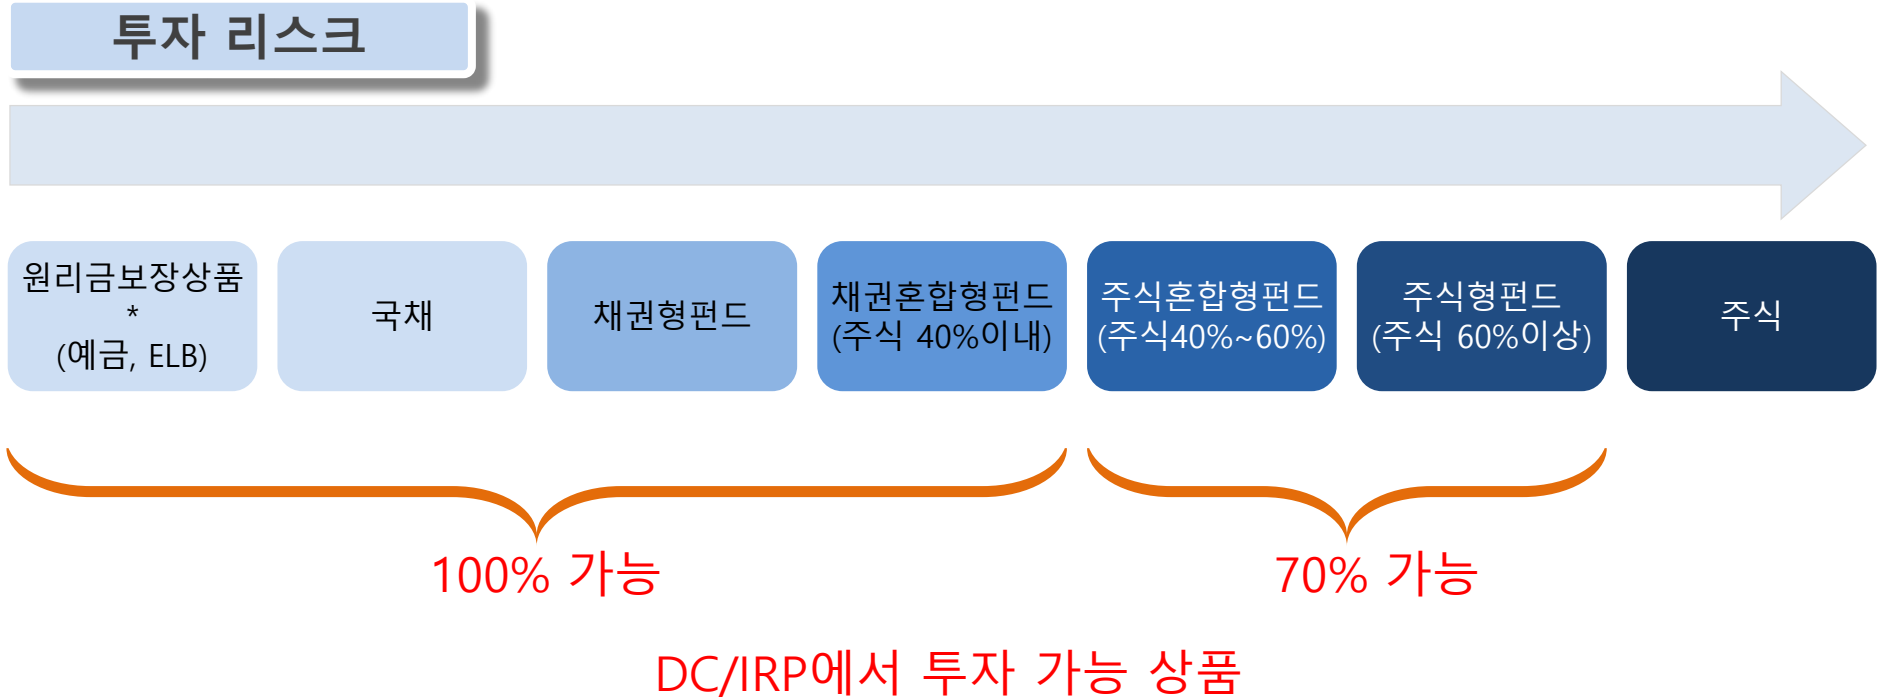 투자 리스크
원리금보장상품
*
(예금, ELB)
국채
채권형펀드
채권혼합형펀드
(주식 40%이내)
주식혼합형펀드
(주식40%~60%)
주식형펀드
(주식 60%이상)
주식
100% 가능
70% 가능
DC/IRP에서 투자 가능 상품